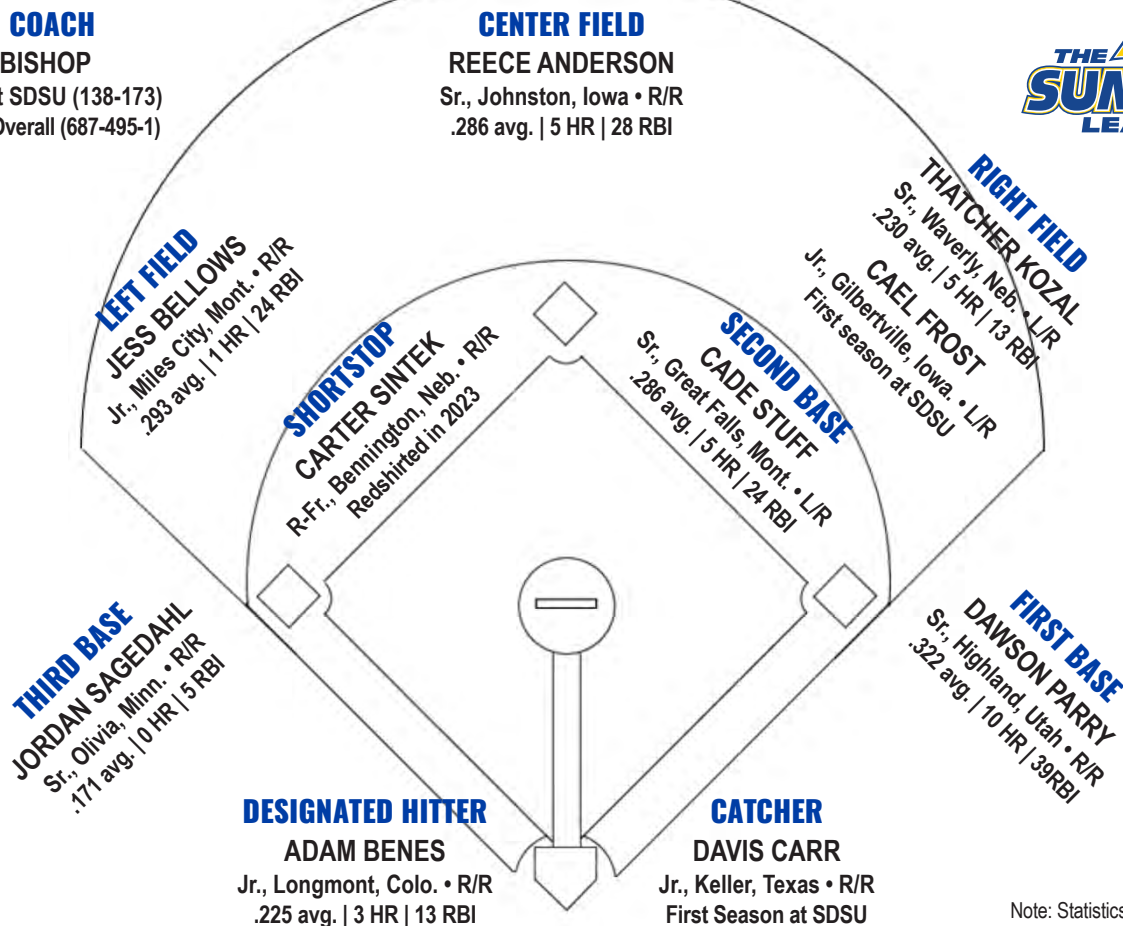 COACH
BISHOP
SDSU (138-173)
Overall (687-495-1)
CENTER FIELD
REECE ANDERSON
Sr., Johnston, Iowa • R/R
.286 avg. | 5 HR | 28 RBI
THE
LEFT FIELD
JESS BELLOWS
Jr., Miles City, Mont. • R/R
.293 avg. | 1 HR | 24 RBI
SHORTSTOP
CARTER SINTEK
R-Fr., Bennington, Neb. • R/R
Redshirted in 2023
SECOND BASE
CADE STUFF
Sr., Great Falls, Mont. • L/R
.286 avg. | 5 HR | 24 RBI
RIGHT FIELD
THATCHER KOZAL
Sr., Waverly, Neb. • L/R
.230 avg. | 5 HR | 13 RBI
CAEL FROST
Jr., Gilbertville, Iowa. • L/R
First season at SDSU
THIRD BASE
JORDAN SAGEDAHL
Sr., Olivia, Minn. • R/R
.171 avg. | 0 HR | 5 RBI
FIRST BASE
DAWSON PARRY
Sr., Highland, Utah • R/R
.322 avg. | 10 HR | 39RBI
DESIGNATED HITTER
ADAM BENES
Jr., Longmont, Colo. • R/R
.225 avg. | 3 HR | 13 RBI
CATCHER
DAVIS CARR
Jr., Keller, Texas • R/R
First Season at SDSU
Note: Statistics